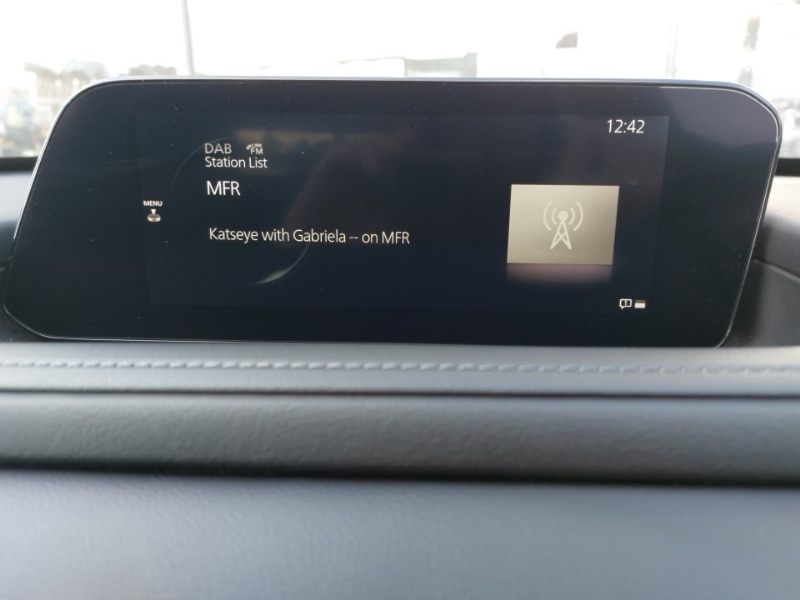 12:42
DAB FM
Station List
MFR
MENU
Katseye with Gabriela -- on MFR